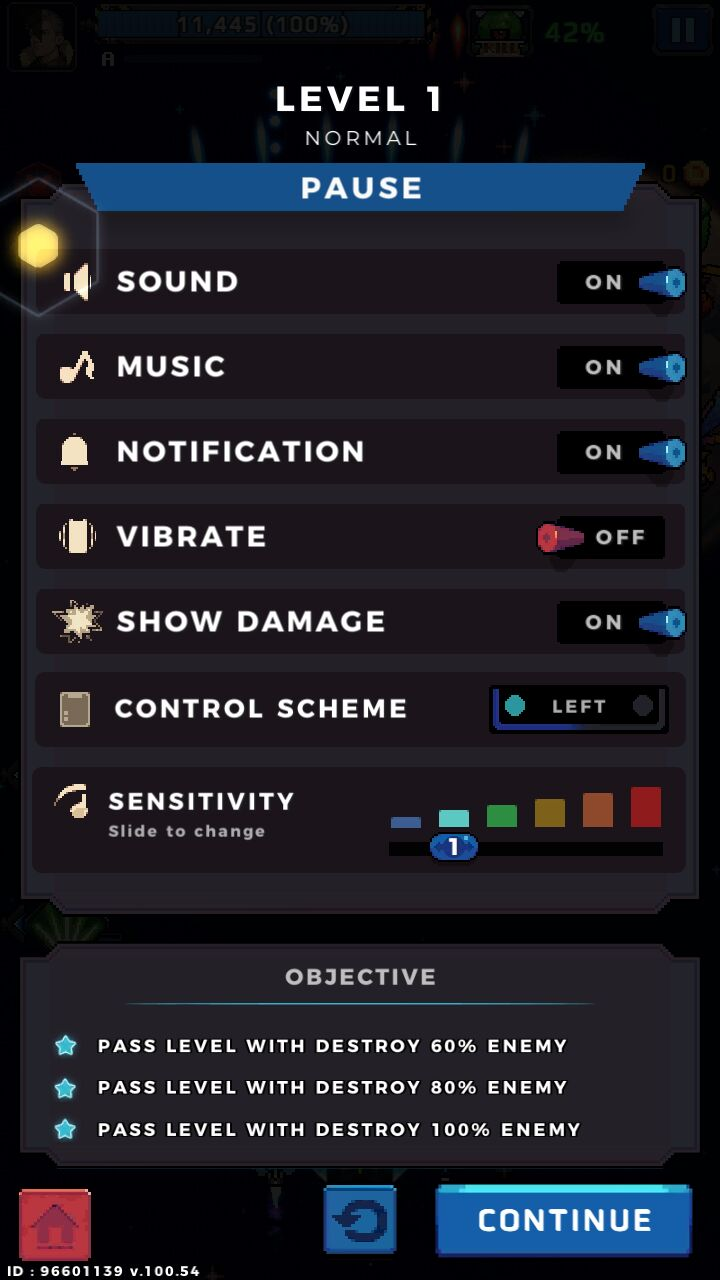 11,445 (100%)
KILL
42%
A
LEVEL 1
NORMAL
0
PAUSE
SOUND
ON
MUSIC
ON
NOTIFICATION
ON
VIBRATE
OFF
SHOW DAMAGE
ON
CONTROL SCHEME
LEFT
SENSITIVITY
Slide to change
1
OBJECTIVE
PASS LEVEL WITH DESTROY 60% ENEMY
PASS LEVEL WITH DESTROY 80% ENEMY
PASS LEVEL WITH DESTROY 100% ENEMY
CONTINUE
ID : 96601139 v.100.54